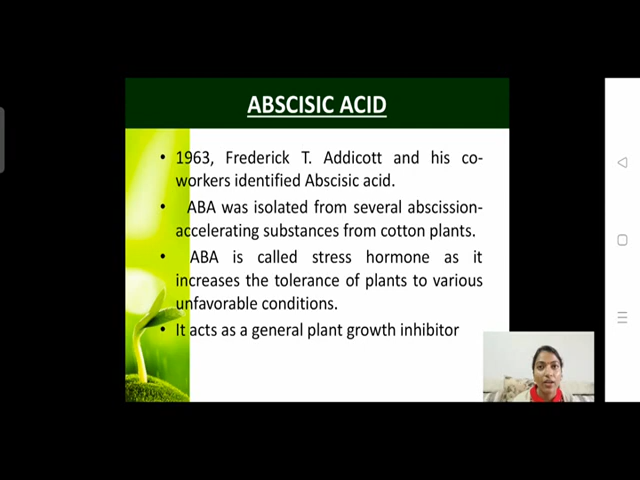 ABSCISIC ACID
• 1963, Frederick T. Addicott and his co-
workers identified Abscisic acid.
• ABA was isolated from several abscission-
accelerating substances from cotton plants.
• ABA is called stress hormone as it
increases the tolerance of plants to various
unfavorable conditions.
• It acts as a general plant growth inhibitor